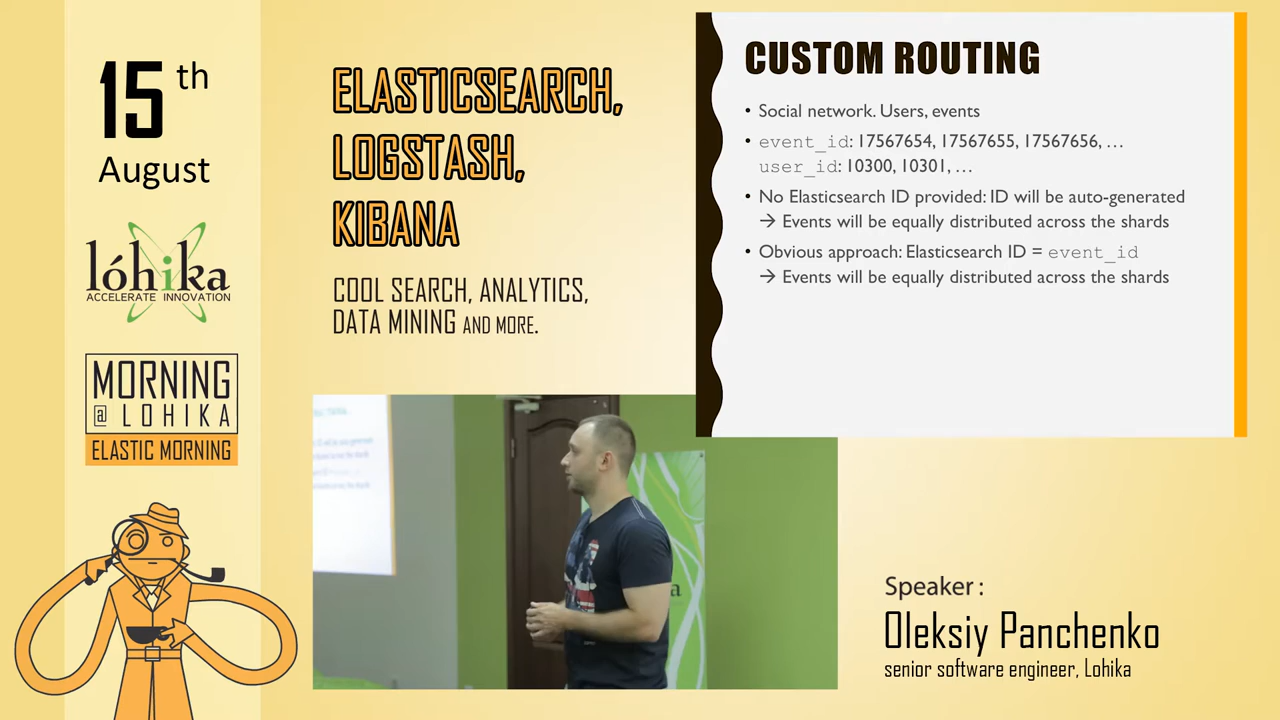 15th
August
lóhika
ACCELERATE INNOVATION
MORNING
@ LOHIKA
ELASTIC MORNING
ELASTICSEARCH,
LOGSTASH,
KIBANA
COOL SEARCH, ANALYTICS,
DATA MINING AND MORE.
CUSTOM ROUTING
• Social network. Users, events
• event_id: 17567654, 17567655, 17567656, …
user_id: 10300, 10301, …
• No Elasticsearch ID provided: ID will be auto-generated
→ Events will be equally distributed across the shards
• Obvious approach: Elasticsearch ID = event_id
→ Events will be equally distributed across the shards
Speaker :
Oleksiy Panchenko
senior software engineer, Lohika